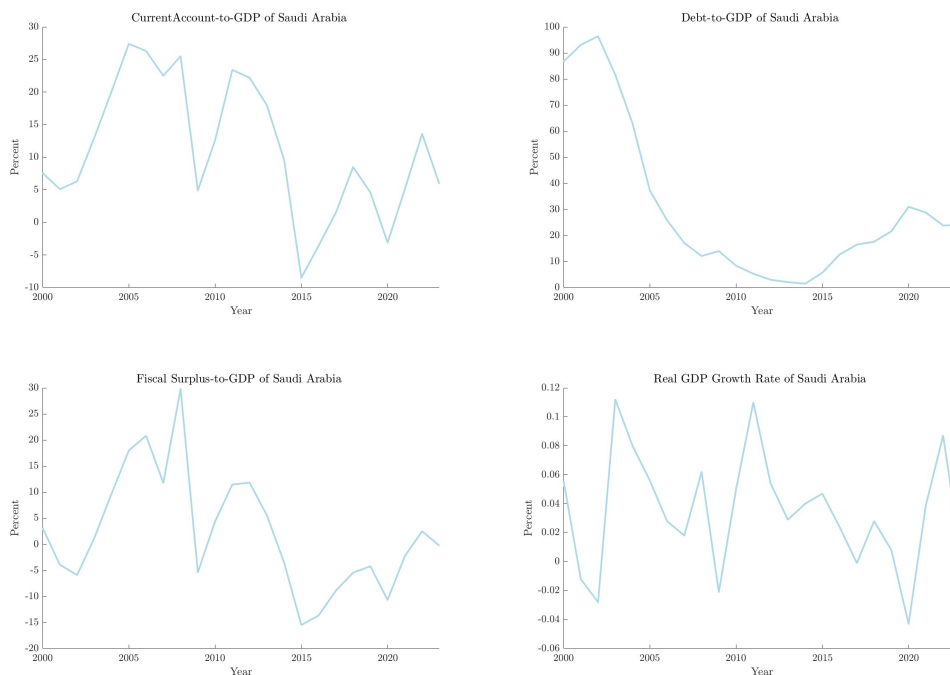 CurrentAccount-to-GDP of Saudi Arabia
30
25
20
15
10
5
0
-5
-10
Percent
2000 2005 2010 2015 2020
Year
Debt-to-GDP of Saudi Arabia
100
90
80
70
60
50
40
30
20
10
0
Percent
2000 2005 2010 2015 2020
Year
Fiscal Surplus-to-GDP of Saudi Arabia
30
25
20
15
10
5
0
-5
-10
-15
-20
Percent
2000 2005 2010 2015 2020
Year
Real GDP Growth Rate of Saudi Arabia
0.12
0.1
0.08
0.06
0.04
0.02
0
-0.02
-0.04
-0.06
Percent
2000 2005 2010 2015 2020
Year